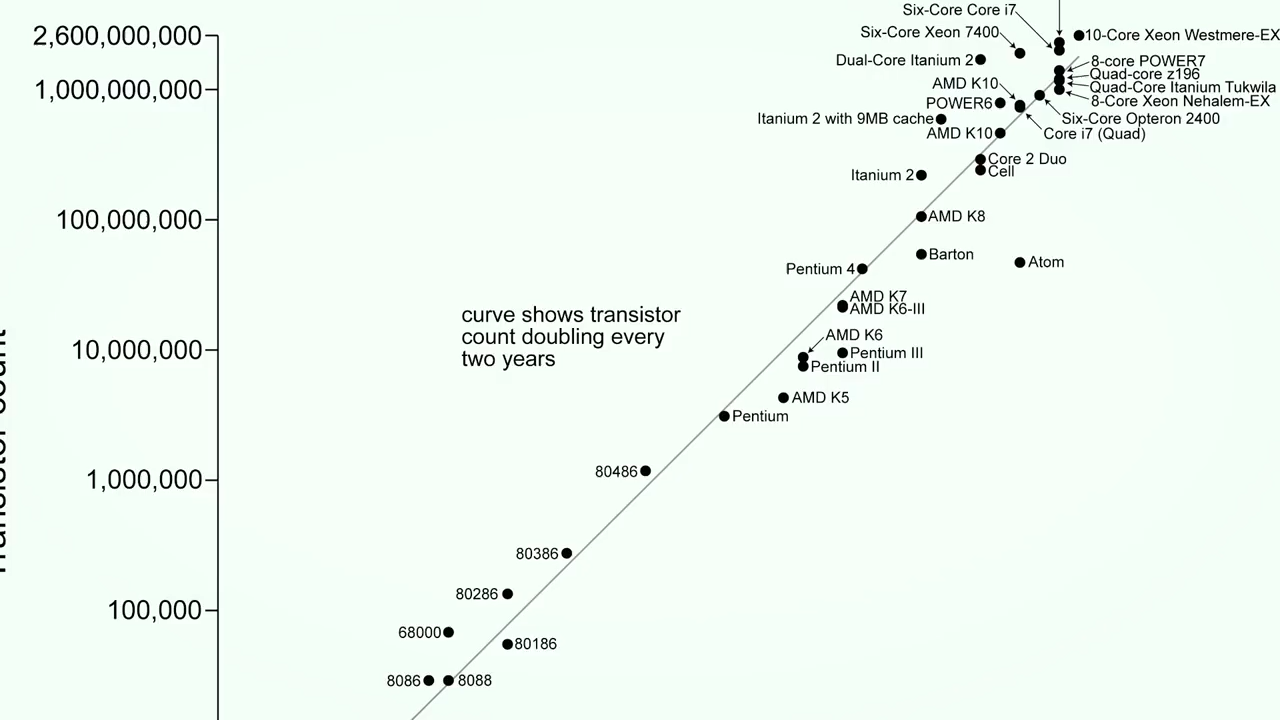 Six-Core Core i7
Six-Core Xeon 7400
10-Core Xeon Westmere-EX
2,600,000,000
Dual-Core Itanium 2
8-core POWER7
Quad-core z196
AMD K10
Quad-Core Itanium Tukwila
1,000,000,000
POWER6
8-Core Xeon Nehalem-EX
Itanium 2 with 9MB cache
Six-Core Opteron 2400
AMD K10
Core i7 (Quad)
Core 2 Duo
Cell
Itanium 2
100,000,000
AMD K8
Barton
Atom
Pentium 4
AMD K7
AMD K6-III
curve shows transistor
count doubling every
two years
AMD K6
10,000,000
Pentium III
Pentium II
AMD K5
Pentium
80486
1,000,000
80386
80286
100,000
68000
80186
8086
8088